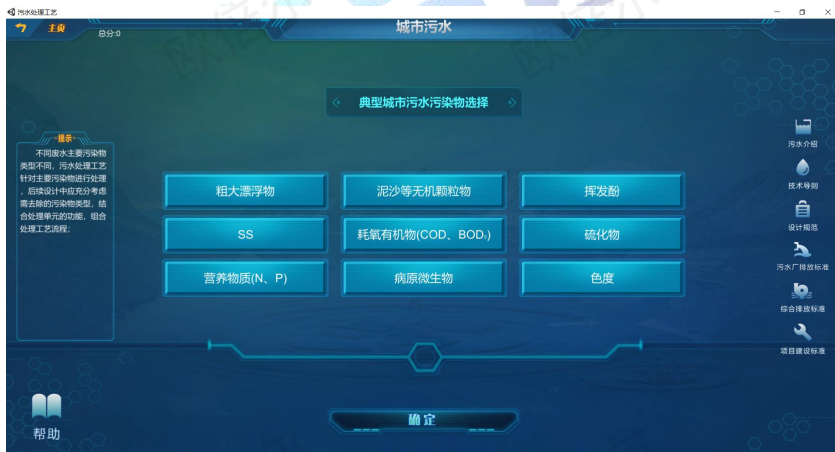 污水处理工艺
主页
总分:0
城市污水
典型城市污水污染物选择
提示
不同废水主要污染物
类型不同，污水处理工艺
针对主要污染物进行处理
，后续设计中应充分考虑
需去除的污染物类型，结
合处理单元的功能，组合
处理工艺流程；
粗大漂浮物
泥沙等无机颗粒物
挥发酚
SS
耗氧有机物(COD、BOD₅)
硫化物
营养物质(N、P)
病原微生物
色度
污水介绍
技术导则
设计规范
污水厂排放标准
综合排放标准
项目建设标准
确定
帮助